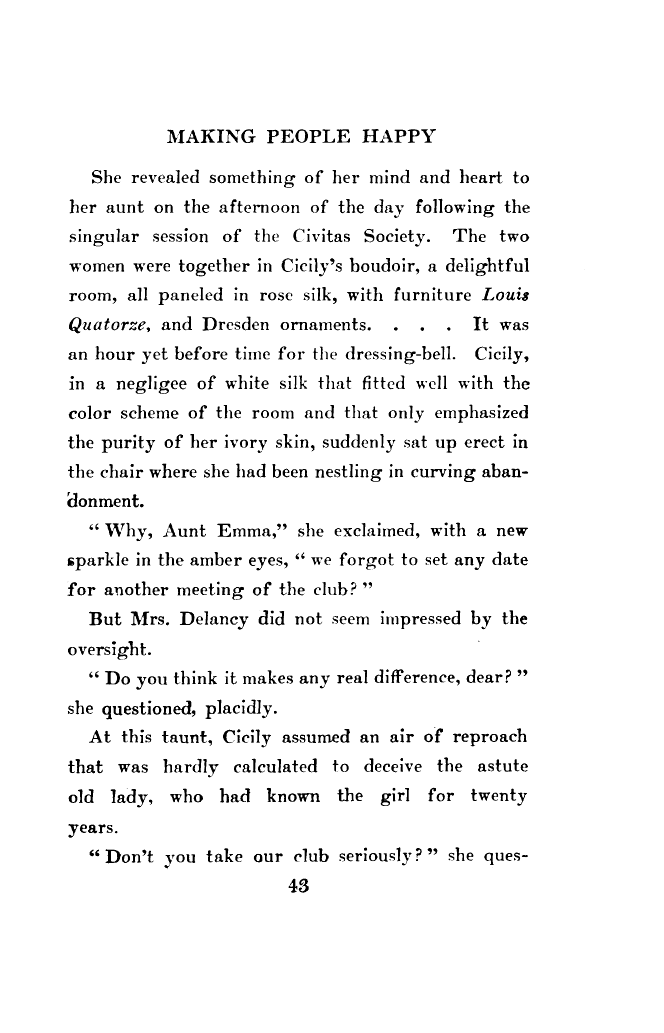 MAKING PEOPLE HAPPY
She revealed something of her mind and heart to
her aunt on the afternoon of the day following the
singular session of the Civitas Society. The two
women were together in Cicily's boudoir, a delightful
room, all paneled in rose silk, with furniture Louis
Quatorze, and Dresden ornaments. . . . It was
an hour yet before time for the dressing-bell. Cicily,
in a negligee of white silk that fitted well with the
color scheme of the room and that only emphasized
the purity of her ivory skin, suddenly sat up erect in
the chair where she had been nestling in curving aban-
donment.
“ Why, Aunt Emma,” she exclaimed, with a new
sparkle in the amber eyes, “ we forgot to set any date
for another meeting of the club? ”
But Mrs. Delancy did not seem impressed by the
oversight.
“ Do you think it makes any real difference, dear? ”
she questioned, placidly.
At this taunt, Cicily assumed an air of reproach
that was hardly calculated to deceive the astute
old lady, who had known the girl for twenty
years.
“ Don't you take our club seriously? ” she ques-
43